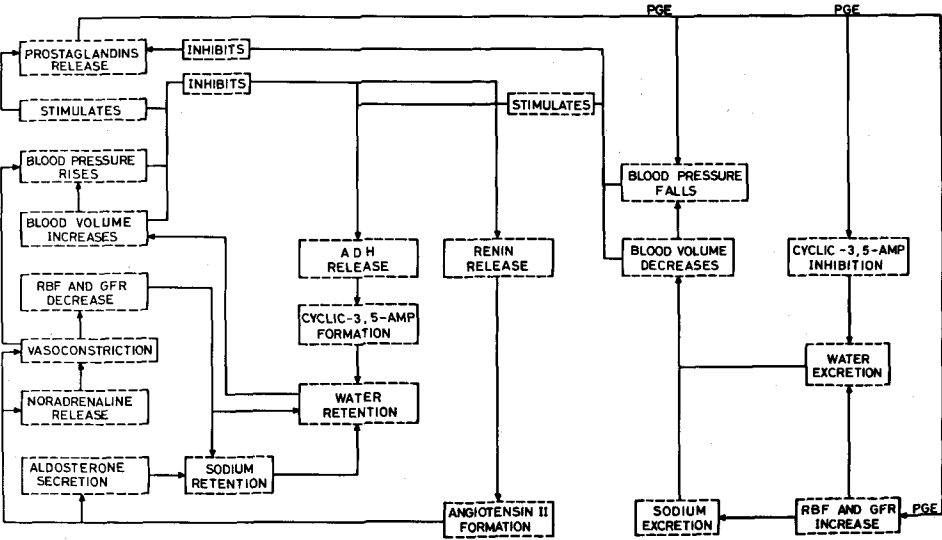 PGE
PGE
PROSTAGLANDINS
RELEASE
INHIBITS
INHIBITS
STIMULATES
STIMULATES
BLOOD PRESSURE
RISES
BLOOD PRESSURE
FALLS
BLOOD VOLUME
INCREASES
ADH
RELEASE
RENIN
RELEASE
BLOOD VOLUME
DECREASES
CYCLIC-3,5-AMP
INHIBITION
RBF AND GFR
DECREASE
CYCLIC-3,5-AMP
FORMATION
VASOCONSTRICTION
WATER
EXCRETION
NORADRENALINE
RELEASE
WATER
RETENTION
ALDOSTERONE
SECRETION
SODIUM
RETENTION
ANGIOTENSIN II
FORMATION
SODIUM
EXCRETION
RBF AND GFR
INCREASE
PGE